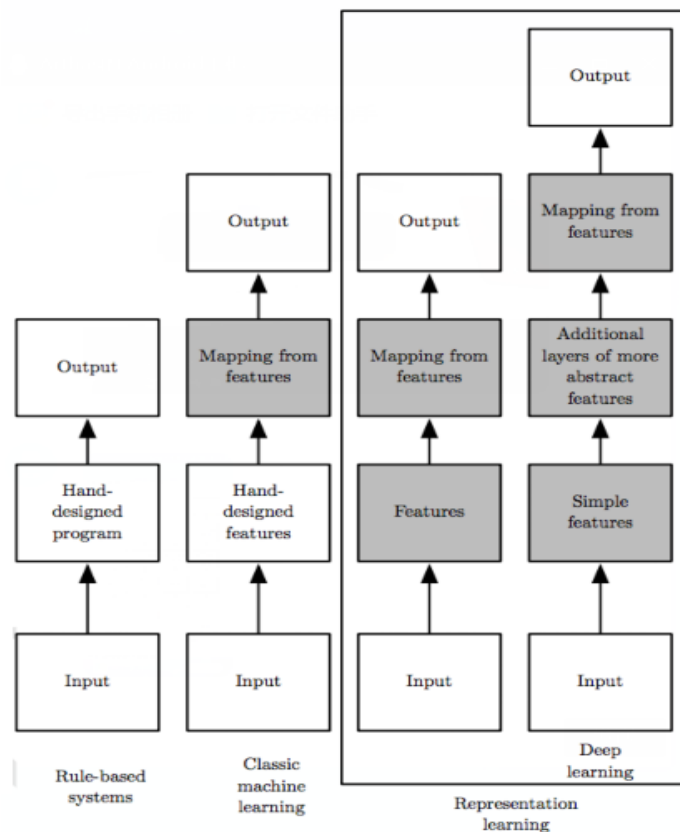 Output
Output
Output
Mapping from
features
Output
Mapping from
features
Mapping from
features
Additional
layers of more
abstract
features
Hand-
designed
program
Hand-
designed
features
Features
Simple
features
Input
Input
Input
Input
Rule-based
systems
Classic
machine
learning
Representation
learning
Deep
learning